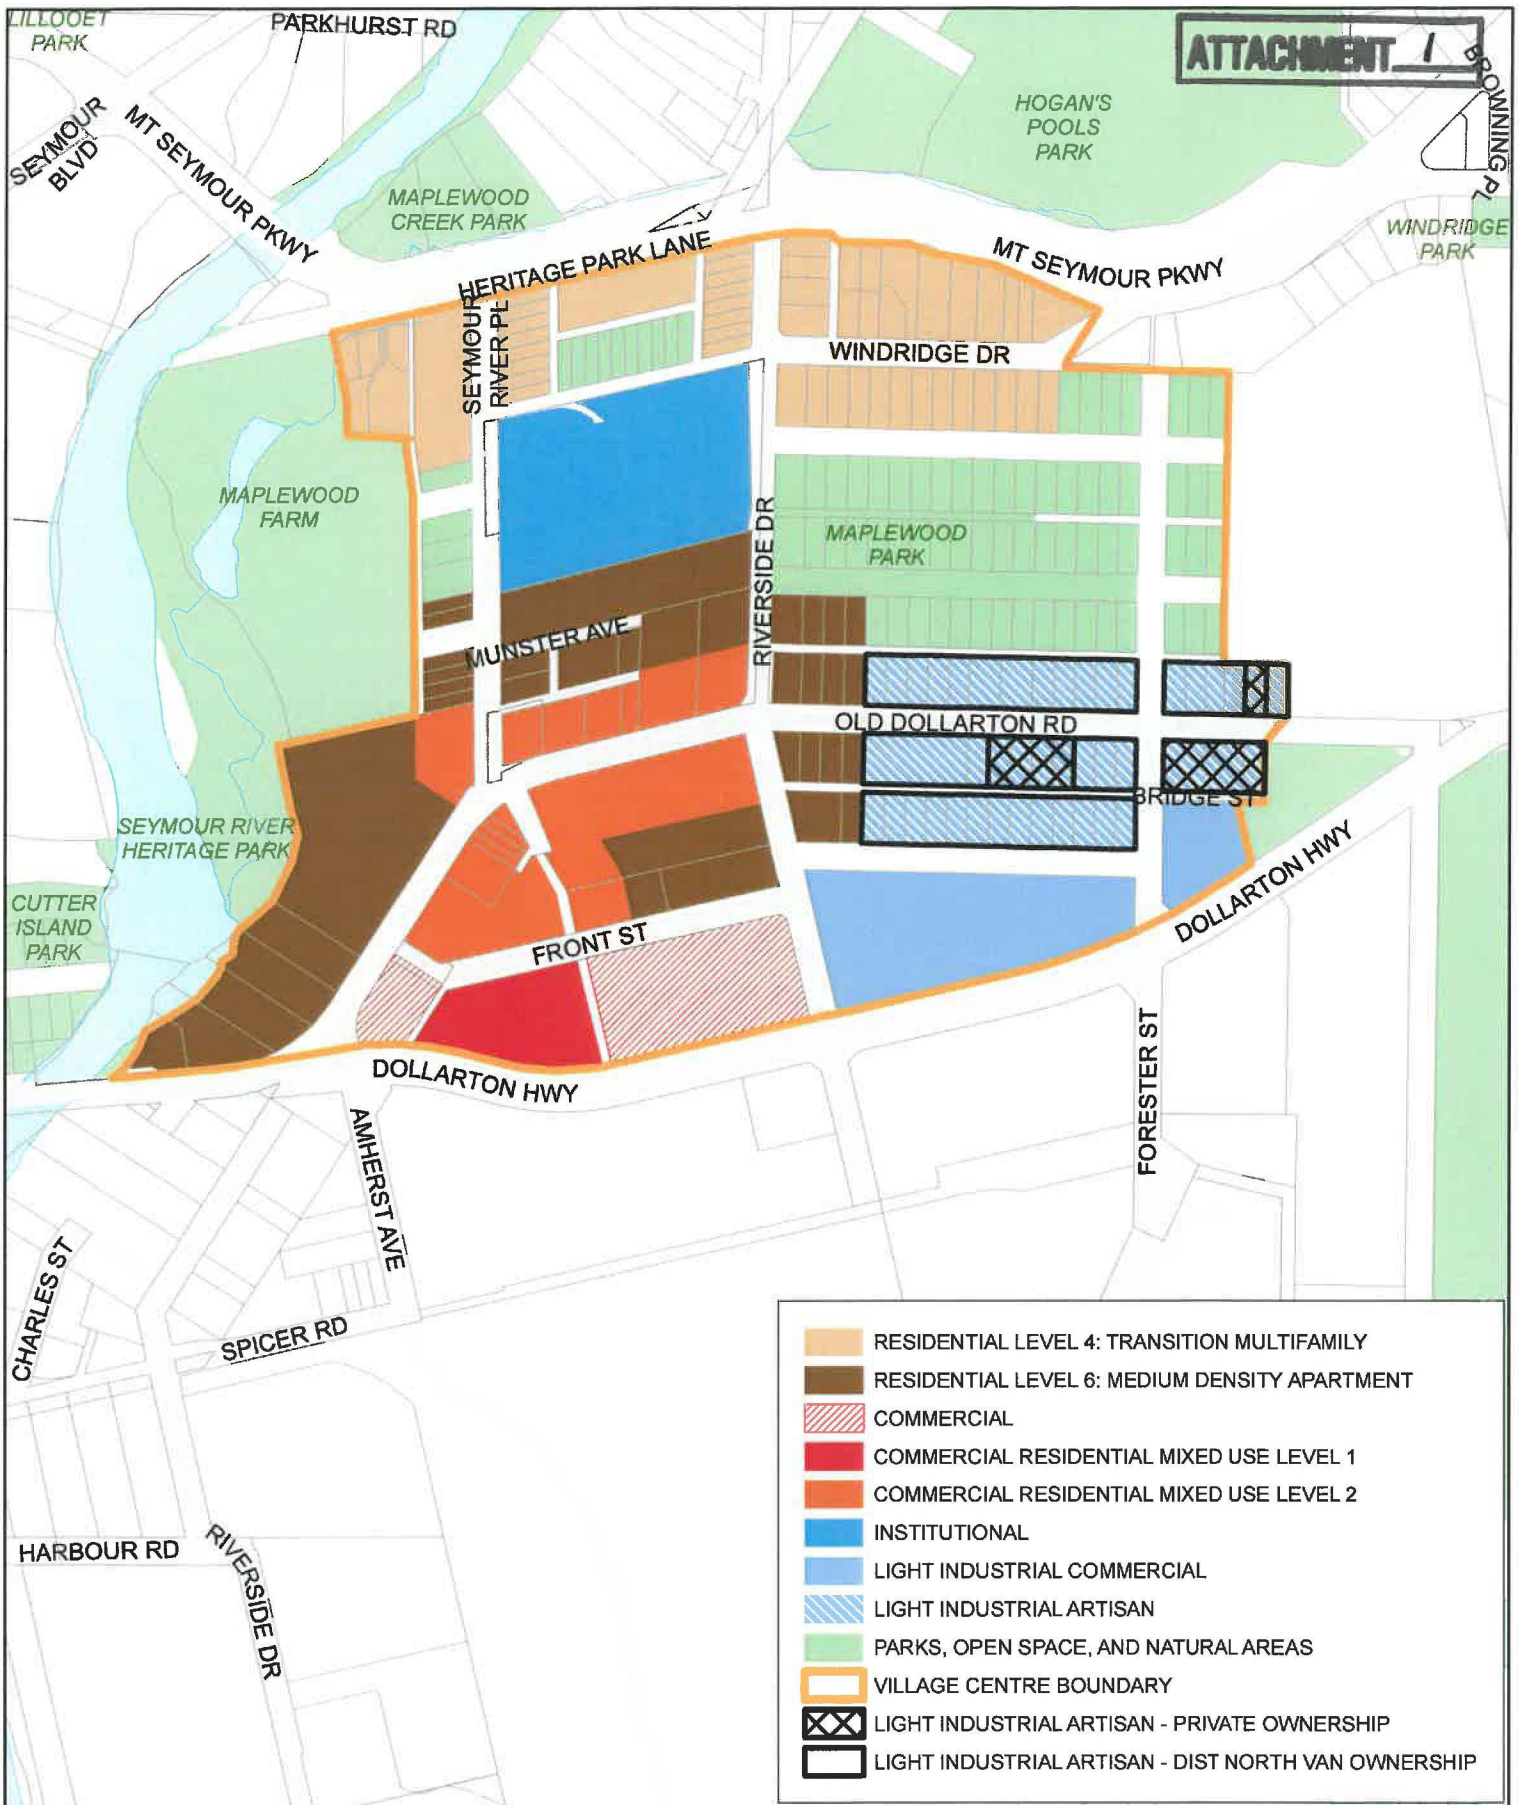 LILLOOET
PARK
PARKHURST RD
ATTACHMENT 1
BROWNING PL
HOGAN'S
POOLS
PARK
SEYMOUR
BLVD
MT SEYMOUR PKWY
MAPLEWOOD
CREEK PARK
WINDRIDGE
PARK
HERITAGE PARK LANE
MT SEYMOUR PKWY
SEYMOUR
RIVER PL
WINDRIDGE DR
MAPLEWOOD
FARM
RIVERSIDE DR
MAPLEWOOD
PARK
MUNSTER AVE
OLD DOLLARTON RD
BRIDGE ST
SEYMOUR RIVER
HERITAGE PARK
DOLLARTON HWY
CUTTER
ISLAND
PARK
FRONT ST
DOLLARTON HWY
FORESTER ST
AMHERST AVE
CHARLES ST
SPICER RD
HARBOUR RD
RIVERSIDE DR
RESIDENTIAL LEVEL 4: TRANSITION MULTIFAMILY
RESIDENTIAL LEVEL 6: MEDIUM DENSITY APARTMENT
COMMERCIAL
COMMERCIAL RESIDENTIAL MIXED USE LEVEL 1
COMMERCIAL RESIDENTIAL MIXED USE LEVEL 2
INSTITUTIONAL
LIGHT INDUSTRIAL COMMERCIAL
LIGHT INDUSTRIAL ARTISAN
PARKS, OPEN SPACE, AND NATURAL AREAS
VILLAGE CENTRE BOUNDARY
LIGHT INDUSTRIAL ARTISAN - PRIVATE OWNERSHIP
LIGHT INDUSTRIAL ARTISAN - DIST NORTH VAN OWNERSHIP